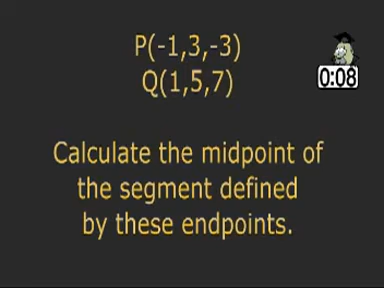 P(-1,3,-3)
Q(1,5,7)
0:08
Calculate the midpoint of
the segment defined
by these endpoints.